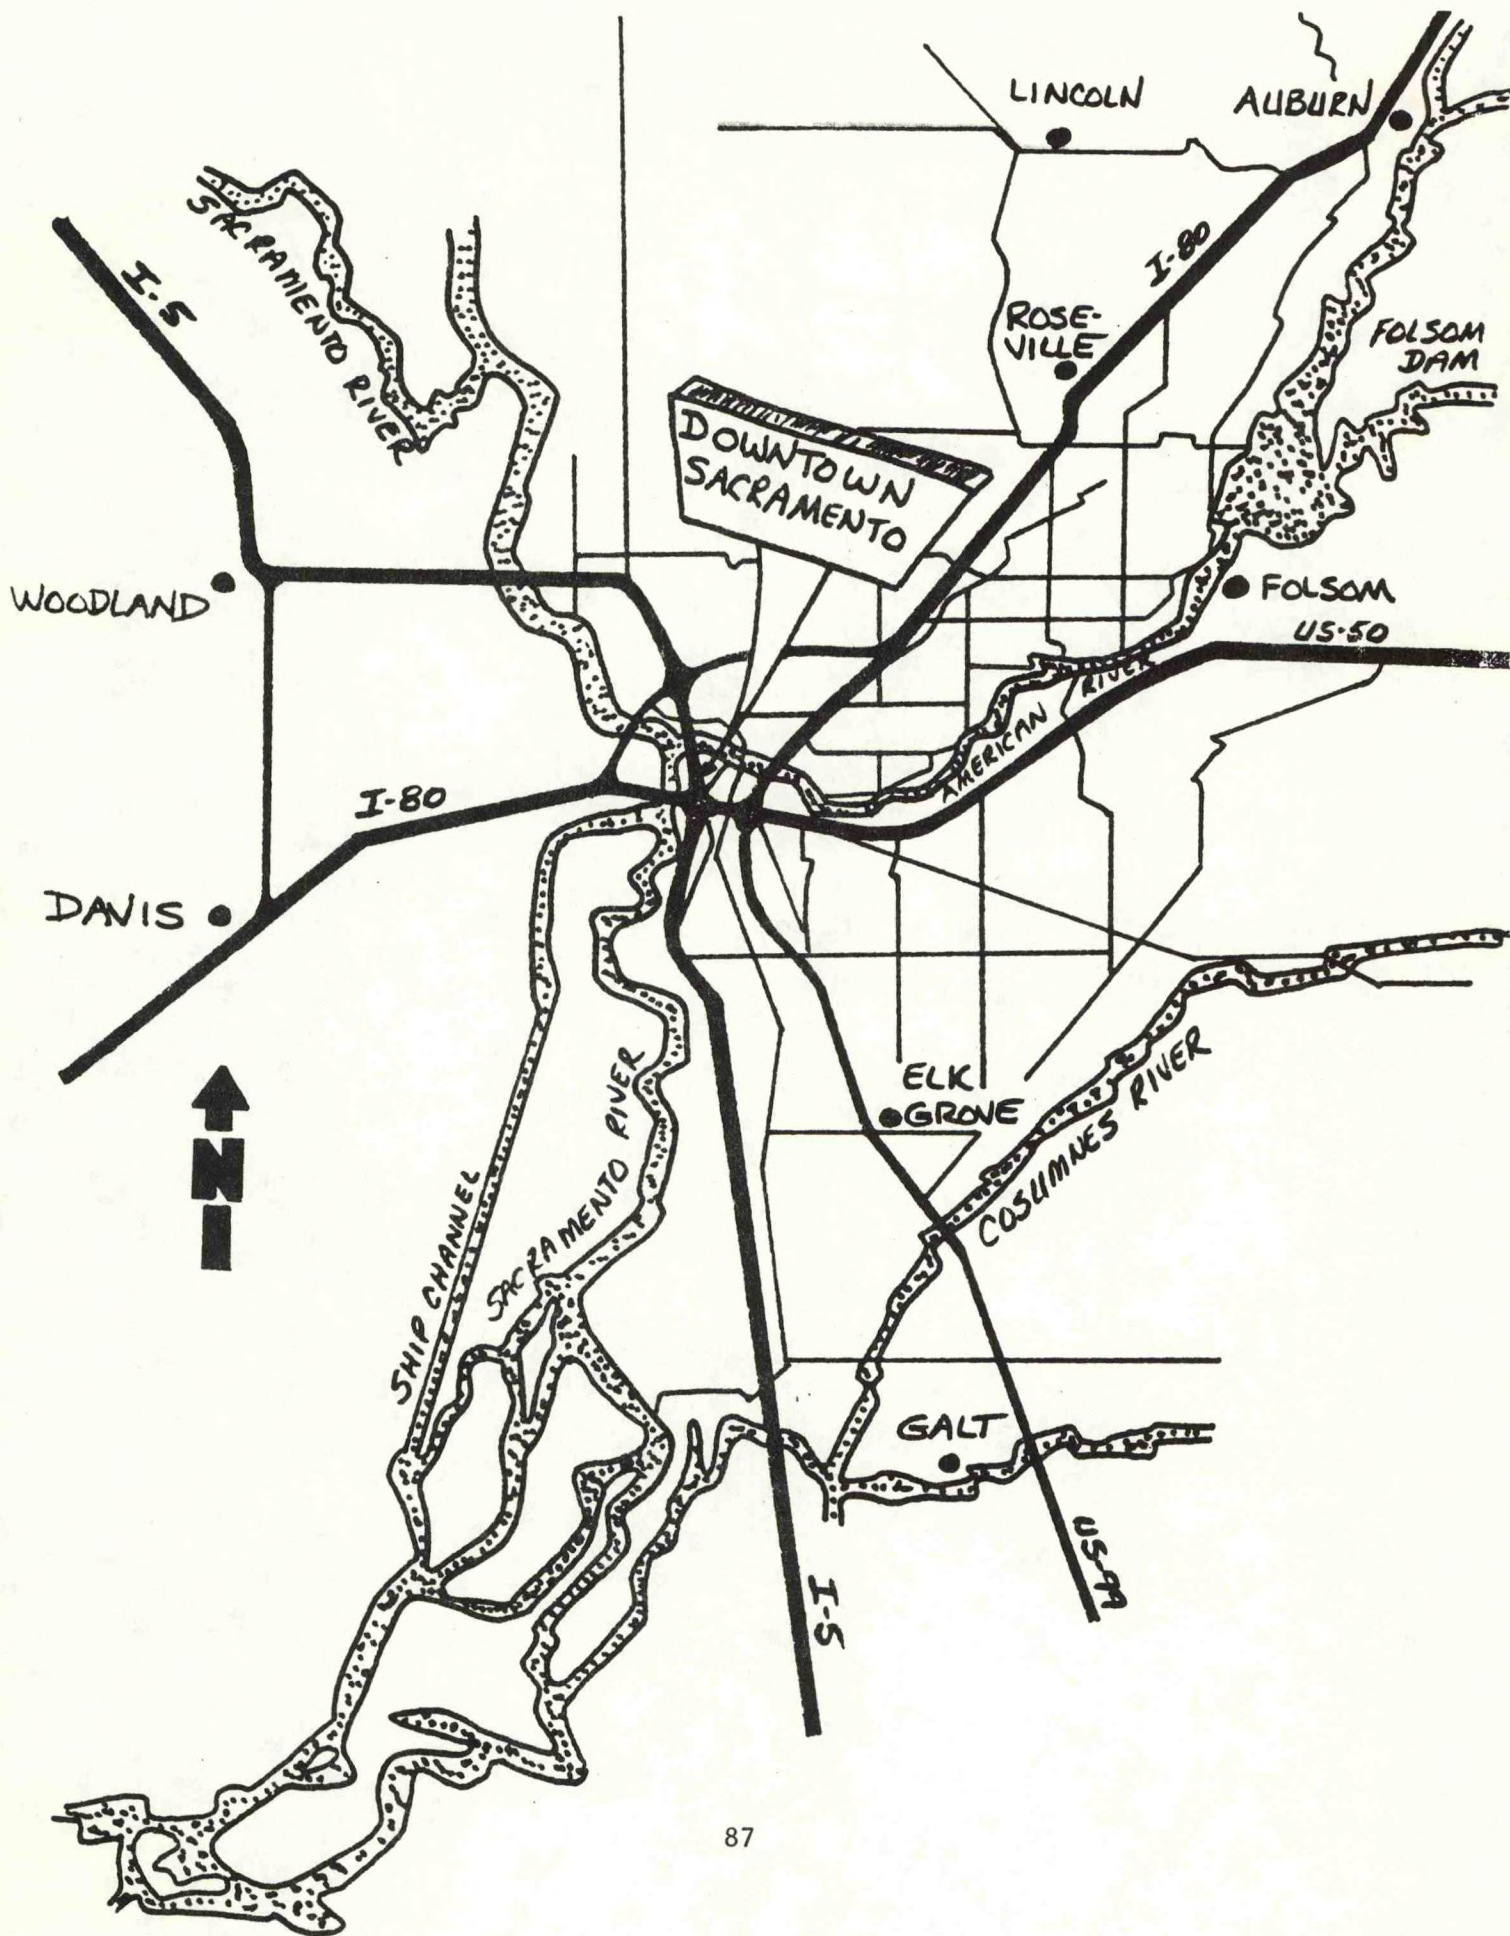 LINCOLN
AUBURN
SACRAMENTO RIVER
I-5
I-80
ROSE-
VILLE
FOLSOM
DAM
DOWNTOWN
SACRAMENTO
WOODLAND
FOLSOM
US-50
AMERICAN RIVER
I-80
DAVIS
N
ELK
GROVE
SACRAMENTO RIVER
COSUMNES RIVER
SHIP CHANNEL
GALT
US-99
I-5
87